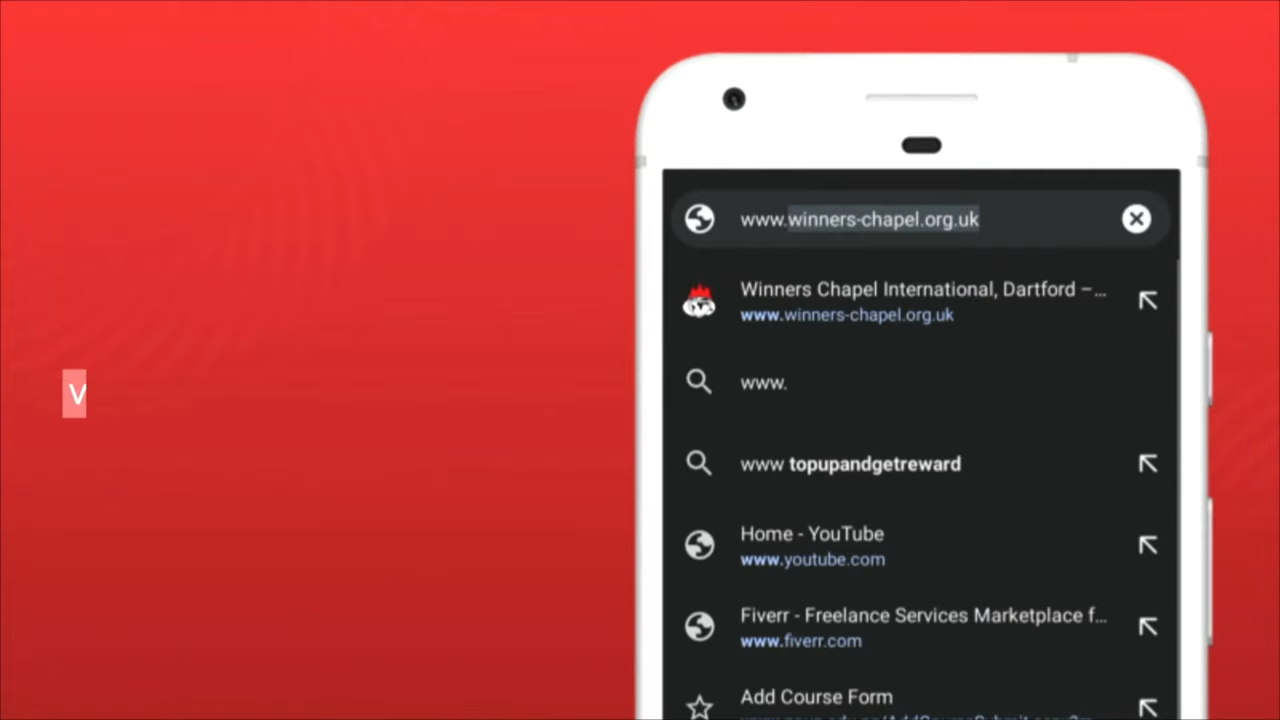 v
www.winners-chapel.org.uk
Winners Chapel International, Dartford –...
www.winners-chapel.org.uk
www.
www topupandgetreward
Home - YouTube
www.youtube.com
Fiverr - Freelance Services Marketplace f...
www.fiverr.com
Add Course Form